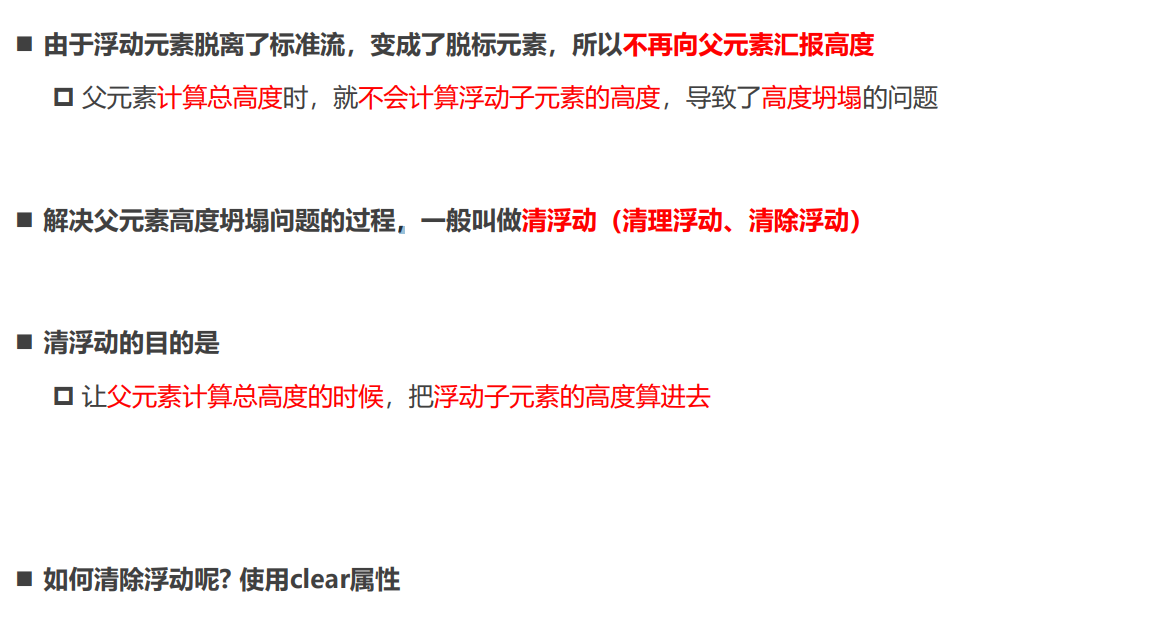 ■ 由于浮动元素脱离了标准流，变成了脱标元素，所以不再向父元素汇报高度
父元素计算总高度时，就不会计算浮动子元素的高度，导致了高度坍塌的问题
■ 解决父元素高度坍塌问题的过程，一般叫做清浮动（清理浮动、清除浮动）
■ 清浮动的目的是
让父元素计算总高度的时候，把浮动子元素的高度算进去
■ 如何清除浮动呢? 使用clear属性